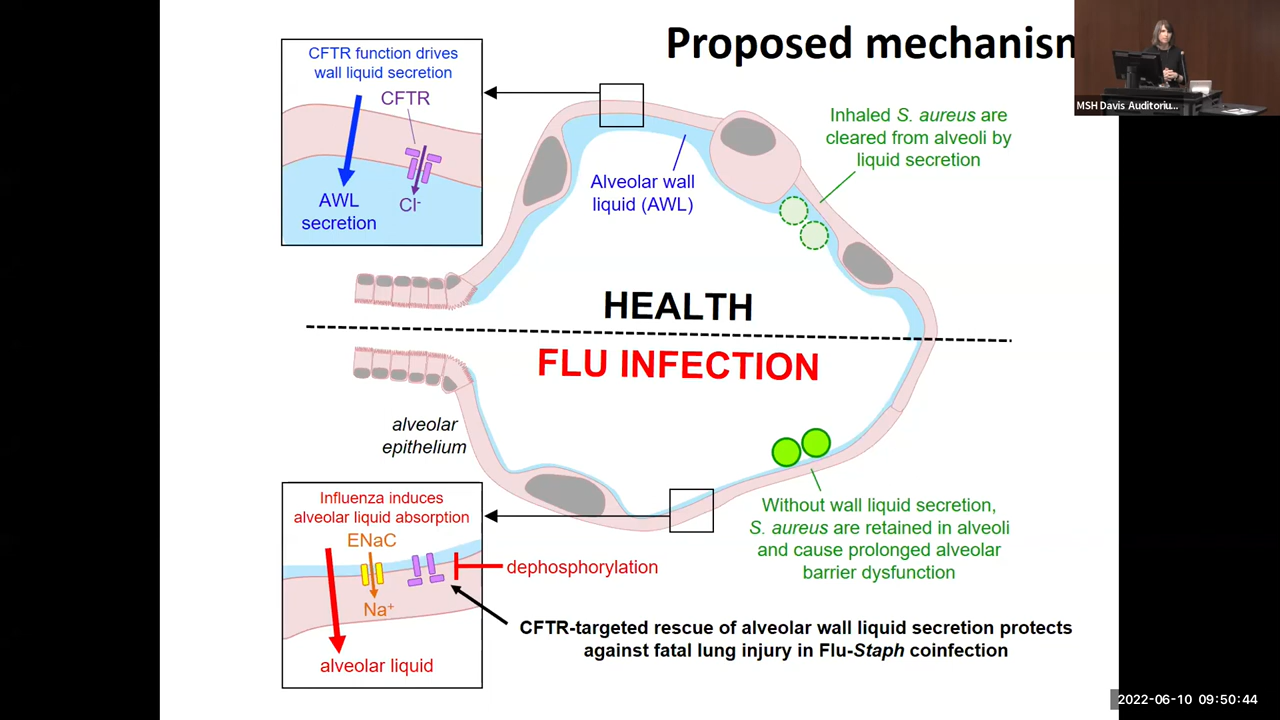 Proposed mechanism
MSH Davis Auditoriu...
CFTR function drives
wall liquid secretion
CFTR
AWL
secretion
Cl-
Alveolar wall
liquid (AWL)
Inhaled S. aureus are
cleared from alveoli by
liquid secretion
HEALTH
FLU INFECTION
alveolar
epithelium
Influenza induces
alveolar liquid absorption
ENaC
Na+
alveolar liquid
dephosphorylation
Without wall liquid secretion,
S. aureus are retained in alveoli
and cause prolonged alveolar
barrier dysfunction
CFTR-targeted rescue of alveolar wall liquid secretion protects
against fatal lung injury in Flu-Staph coinfection
2022-06-10 09:50:44